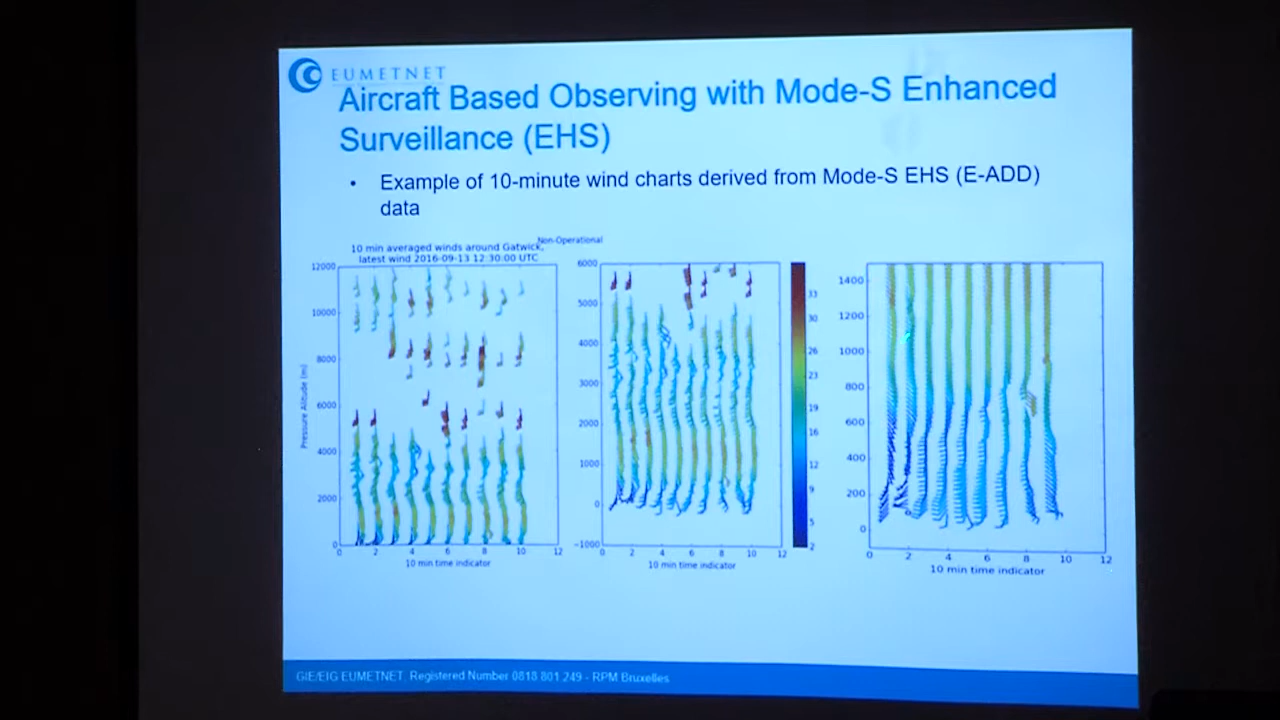 EUMETNET
Aircraft Based Observing with Mode-S Enhanced
Surveillance (EHS)
• Example of 10-minute wind charts derived from Mode-S EHS (E-ADD)
data
Non-Operational
10 min averaged winds around Gatwick,
latest wind 2016-09-13 12:30:00 UTC
12000
10000
8000
6000
4000
2000
0
Pressure Altitude (m)
0 2 4 6 8 10 12
10 min time indicator
6000
5000
4000
3000
2000
1000
0
−1000
0 2 4 6 8 10 12
10 min time indicator
33
30
26
23
19
16
12
9
5
2
1400
1200
1000
800
600
400
200
0
0 2 4 6 8 10 12
10 min time indicator
GIE/EIG EUMETNET Registered Number 0818 801 249 - RPM Bruxelles